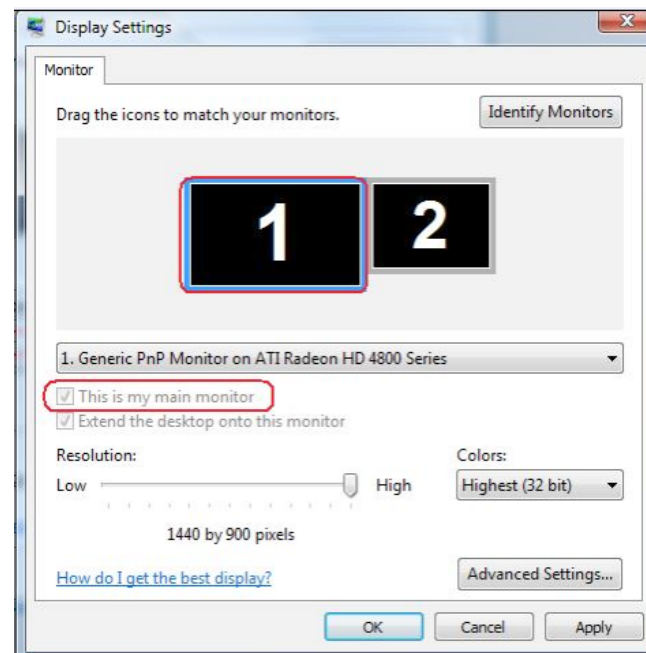 Display Settings
Monitor
Drag the icons to match your monitors.
Identify Monitors
1
2
1. Generic PnP Monitor on ATI Radeon HD 4800 Series
This is my main monitor
Extend the desktop onto this monitor
Resolution:
Colors:
Low
High
Highest (32 bit)
1440 by 900 pixels
How do I get the best display?
Advanced Settings...
OK
Cancel
Apply